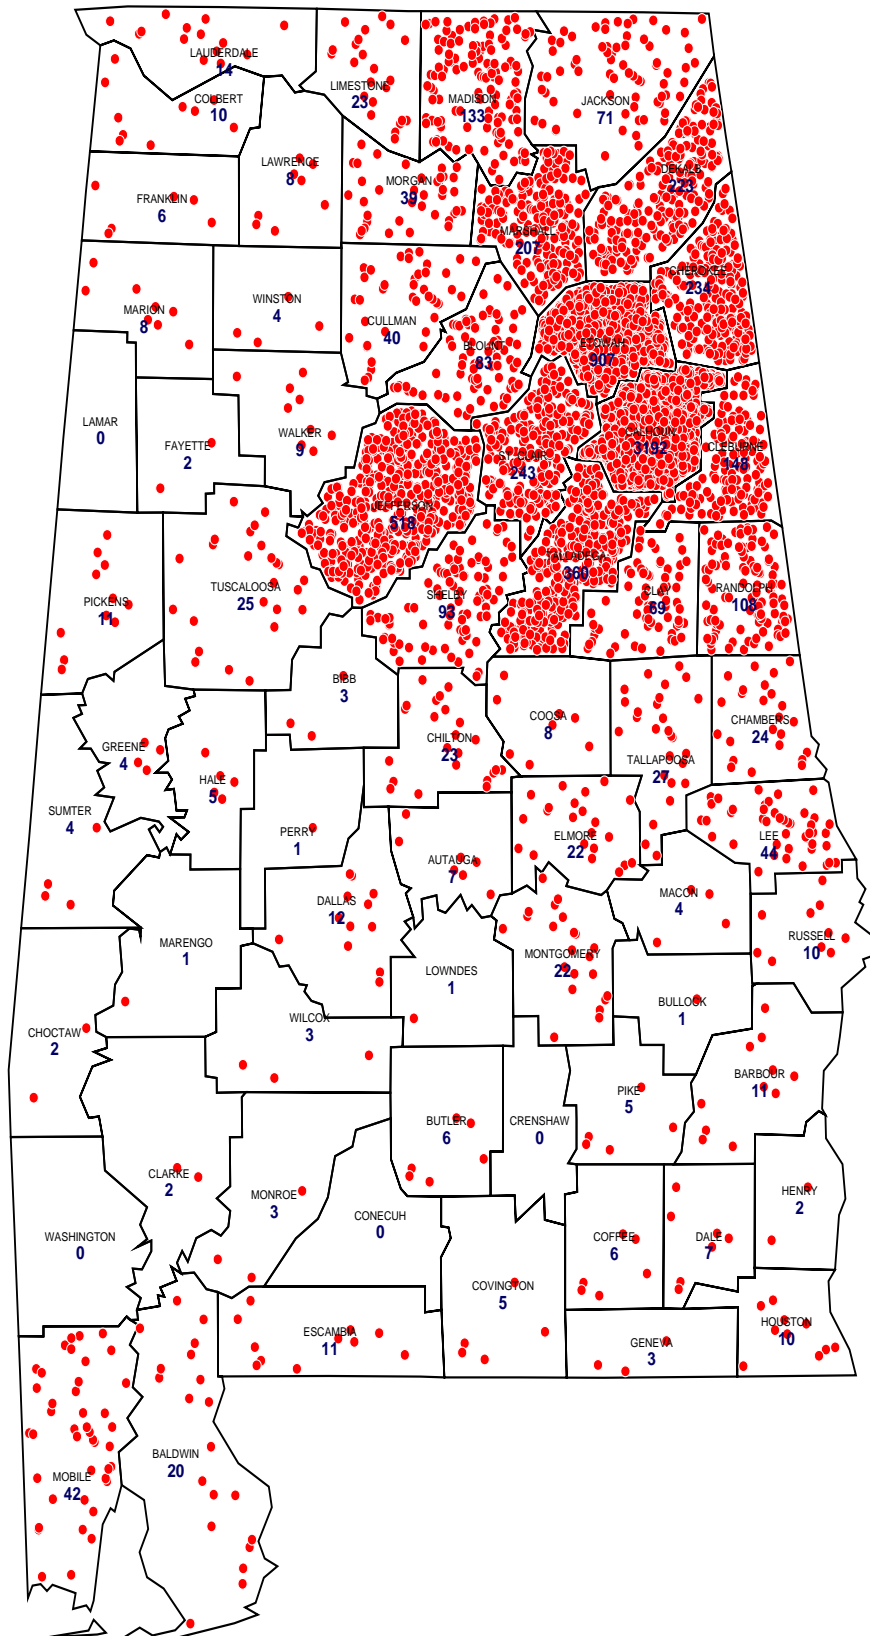 LAUDERDALE
14
COLBERT
10
LIMESTONE
23
MADISON
133
JACKSON
71
LAWRENCE
8
FRANKLIN
6
MORGAN
39
MARSHALL
207
DEKALB
223
CHEROKEE
234
MARION
8
WINSTON
4
CULLMAN
40
BLOUNT
83
ETOWAH
907
LAMAR
0
FAYETTE
2
WALKER
9
ST. CLAIR
243
CALHOUN
3192
CLEBURNE
148
JEFFERSON
518
TALLADEGA
360
PICKENS
11
TUSCALOOSA
25
SHELBY
93
CLAY
69
RANDOLPH
108
BIBB
3
GREENE
4
HALE
5
CHILTON
23
COOSA
8
TALLAPOOSA
27
CHAMBERS
24
SUMTER
4
PERRY
1
AUTAUGA
7
ELMORE
22
LEE
44
DALLAS
12
MACON
4
MARENGO
1
LOWNDES
1
MONTGOMERY
22
RUSSELL
10
CHOCTAW
2
WILCOX
3
BULLOCK
1
BARBOUR
11
BUTLER
6
CRENSHAW
0
PIKE
5
CLARKE
2
MONROE
3
CONECUH
0
HENRY
2
WASHINGTON
0
COFFEE
6
DALE
7
COVINGTON
5
ESCAMBIA
11
GENEVA
3
HOUSTON
10
BALDWIN
20
MOBILE
42